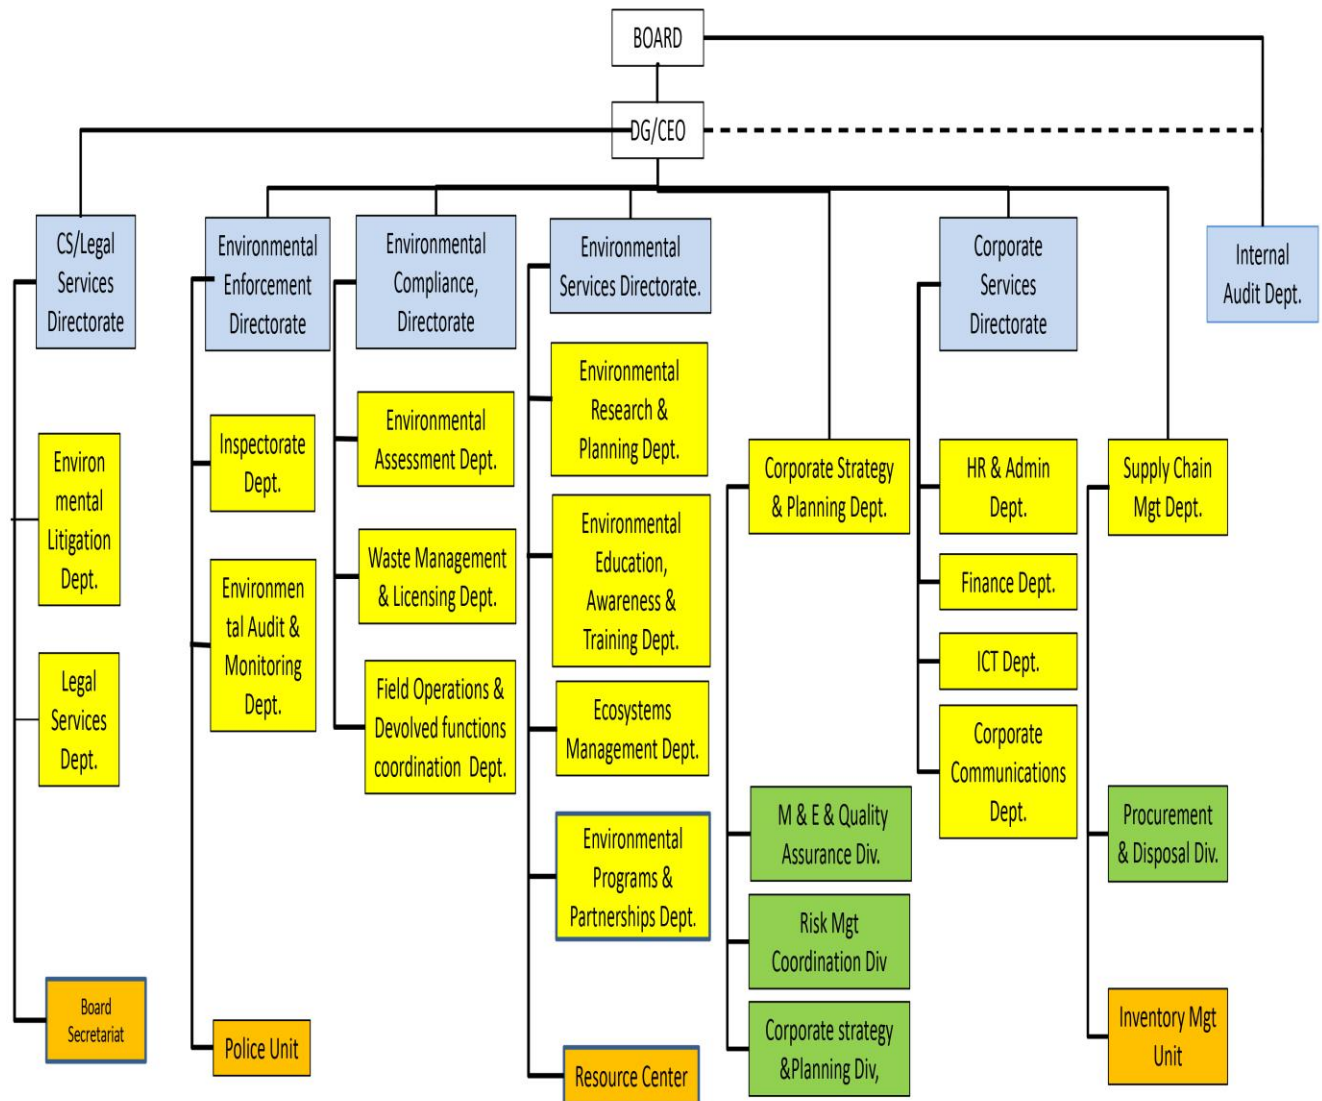 BOARD
DG/CEO
CS/Legal
Services
Directorate
Environmental
Enforcement
Directorate
Environmental
Compliance,
Directorate
Environmental
Services Directorate.
Corporate
Services
Directorate
Internal
Audit Dept.
Environ
mental
Litigation
Dept.
Legal
Services
Dept.
Board
Secretariat
Inspectorate
Dept.
Environmen
tal Audit &
Monitoring
Dept.
Police Unit
Environmental
Assessment Dept.
Waste Management
& Licensing Dept.
Field Operations &
Devolved functions
coordination Dept.
Environmental
Research &
Planning Dept.
Environmental
Education,
Awareness &
Training Dept.
Ecosystems
Management Dept.
Environmental
Programs &
Partnerships Dept.
Resource Center
Corporate Strategy
& Planning Dept.
M & E & Quality
Assurance Div.
Risk Mgt
Coordination Div
Corporate strategy
&Planning Div,
HR & Admin
Dept.
Finance Dept.
ICT Dept.
Corporate
Communications
Dept.
Supply Chain
Mgt Dept.
Procurement
& Disposal Div.
Inventory Mgt
Unit